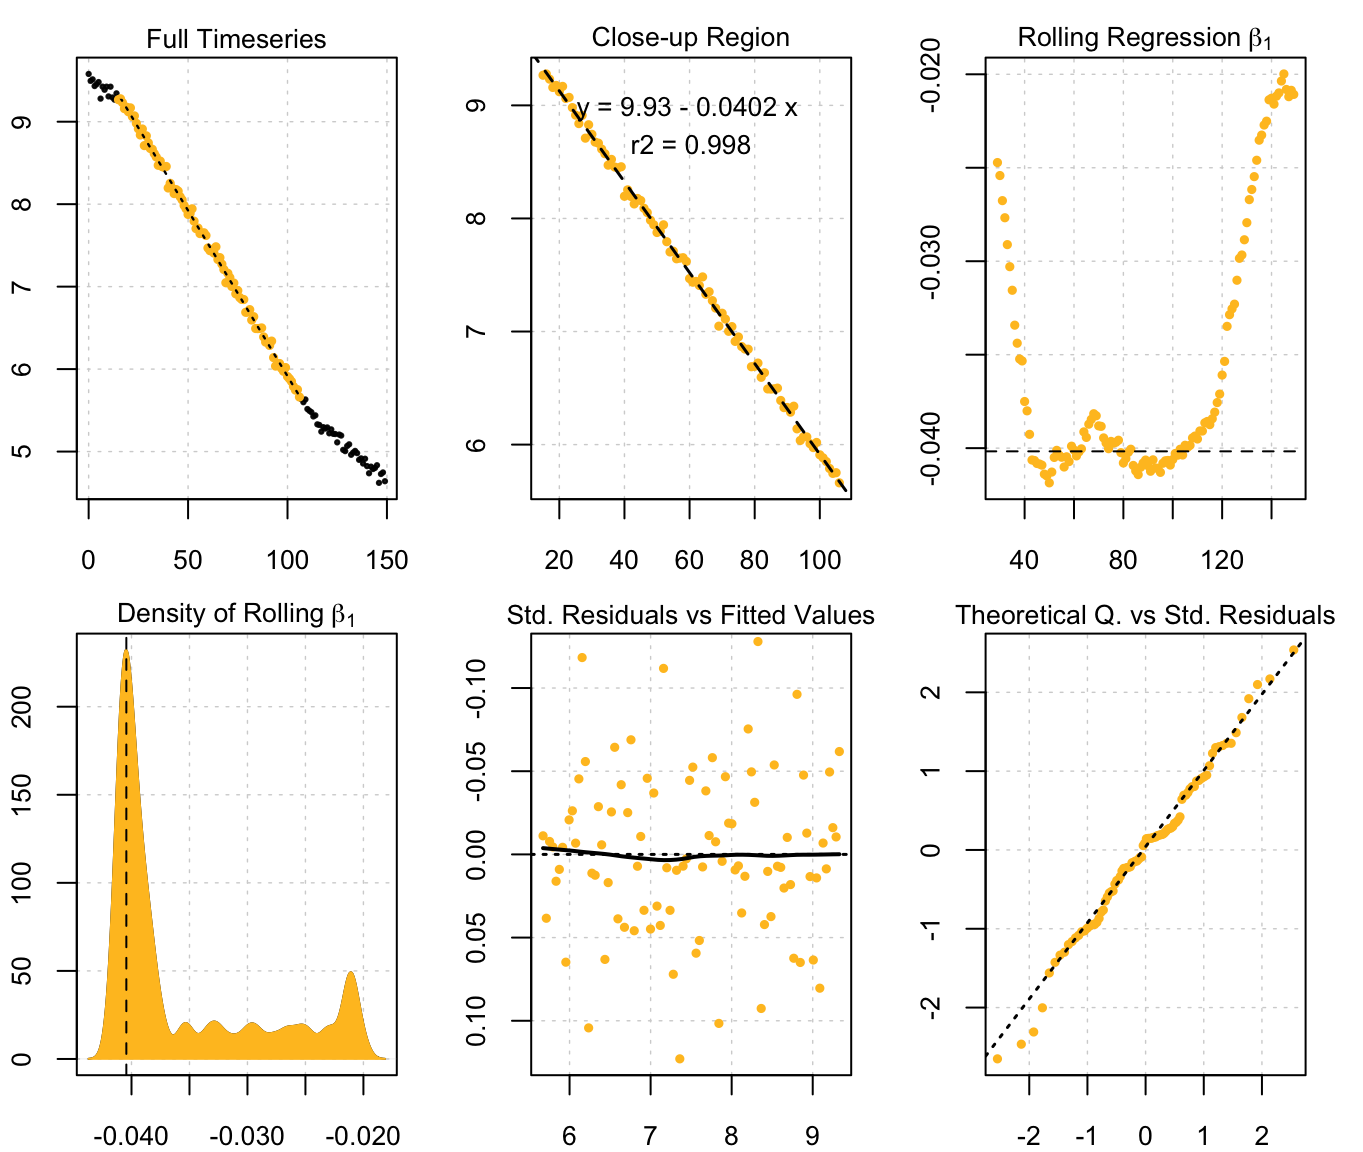 Full Timeseries
9
8
7
6
5
0 50 100 150
Close-up Region
y = 9.93 - 0.0402 x
r2 = 0.998
9
8
7
6
20 40 60 80 100
Rolling Regression β1
-0.020
-0.030
-0.040
40 80 120
Density of Rolling β1
200
150
100
50
0
-0.040 -0.030 -0.020
Std. Residuals vs Fitted Values
-0.10
-0.05
0.00
0.05
0.10
6 7 8 9
Theoretical Q. vs Std. Residuals
2
1
0
-1
-2
-2 -1 0 1 2